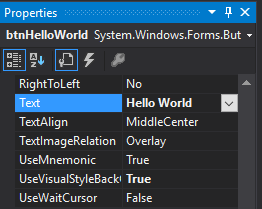 Properties
btnHelloWorld System.Windows.Forms.But
RightToLeft No
Text Hello World
TextAlign MiddleCenter
TextImageRelation Overlay
UseMnemonic True
UseVisualStyleBack True
UseWaitCursor False